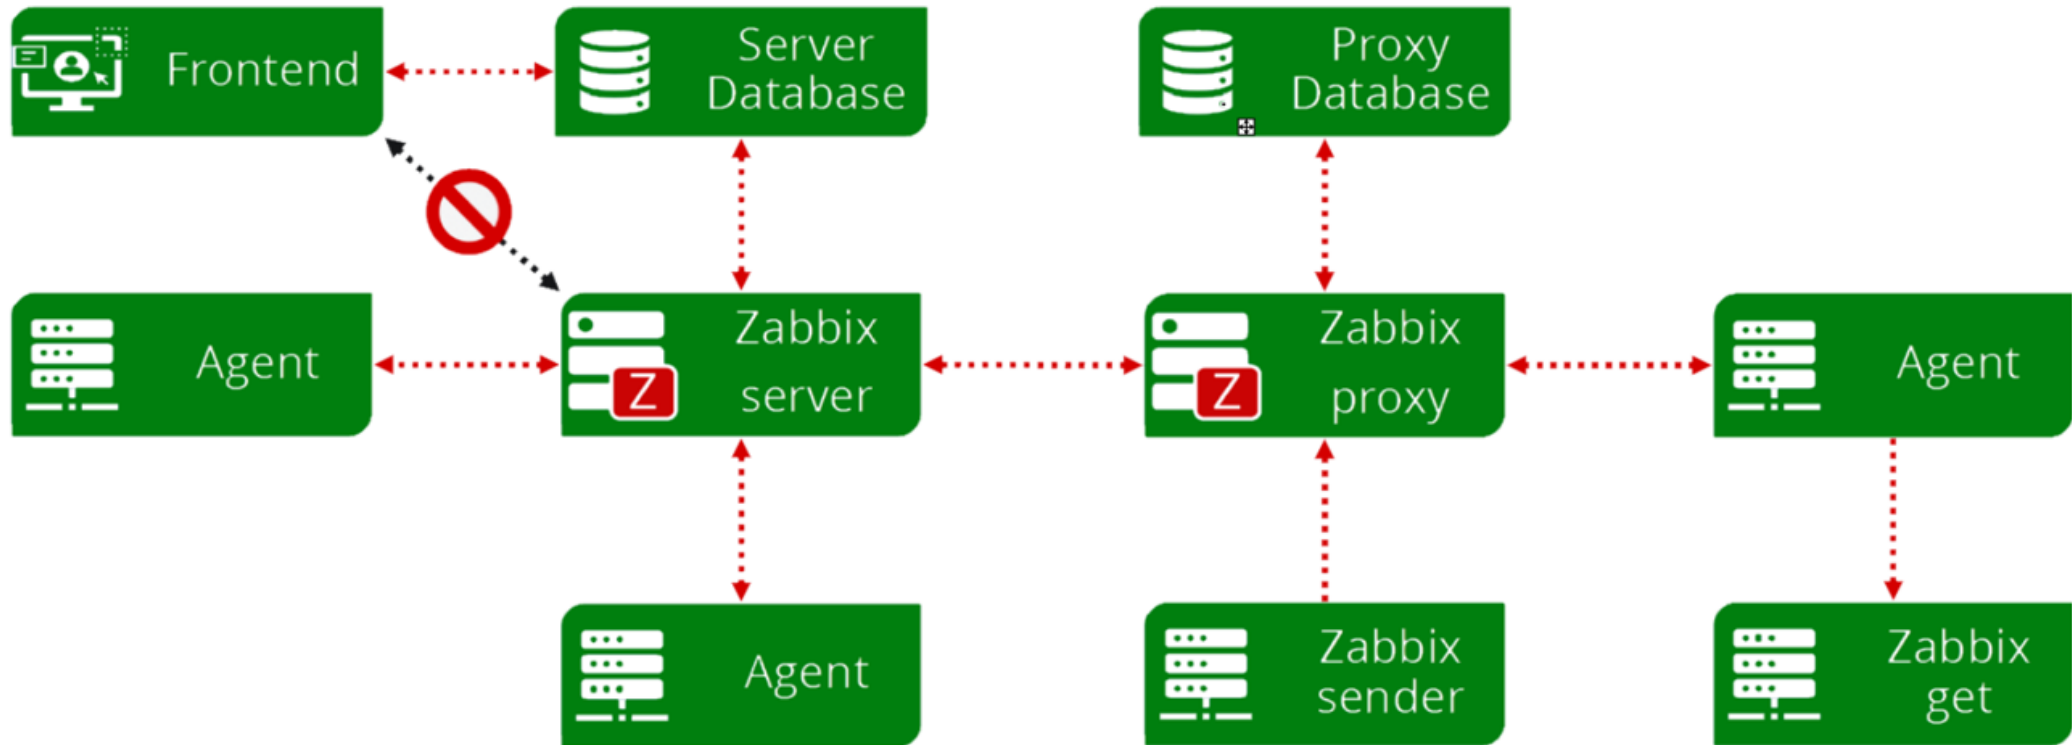 Frontend
Server
Database
Proxy
Database
Agent
Zabbix
server
Z
Zabbix
proxy
Z
Agent
Agent
Zabbix
sender
Zabbix
get